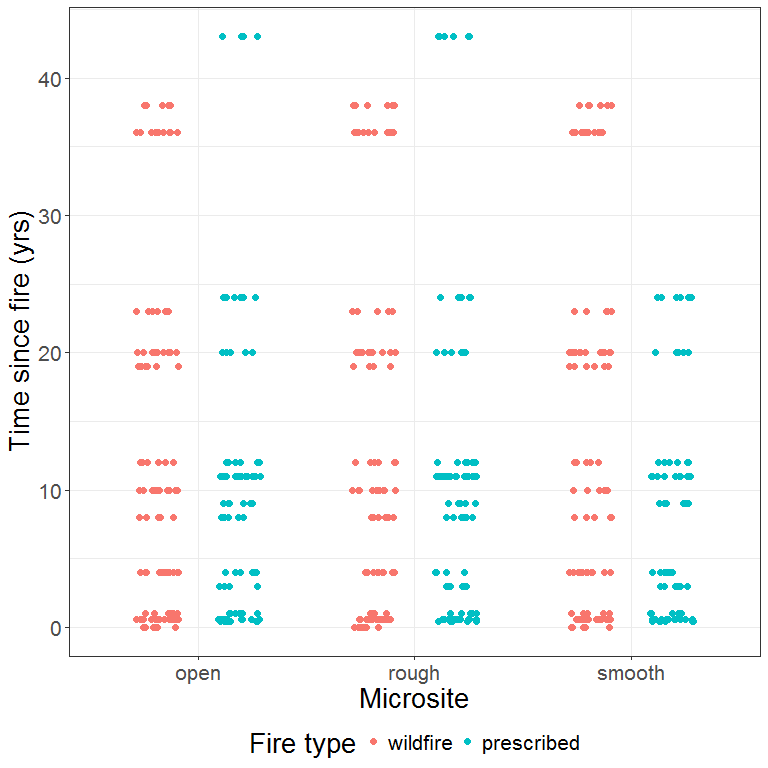 Time since fire (yrs)
40
30
20
10
0
open rough smooth
Microsite
Fire type wildfire prescribed